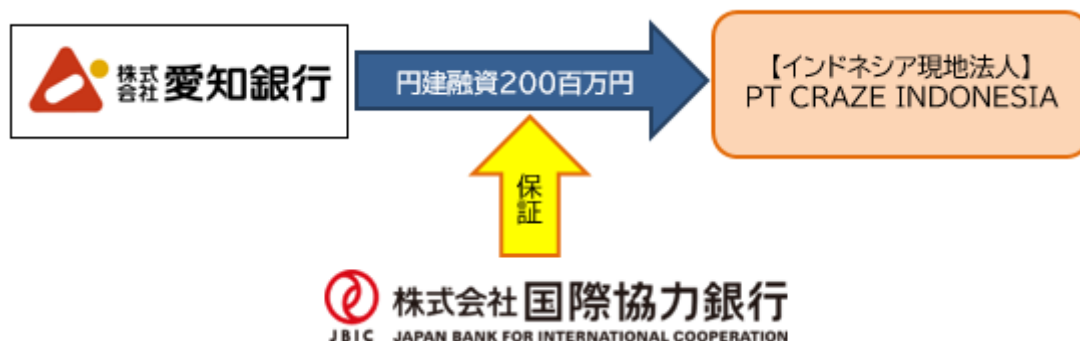 株式会社 愛知銀行
円建融資200百万円
【インドネシア現地法人】
PT CRAZE INDONESIA
保証
株式会社 国際協力銀行
JBIC JAPAN BANK FOR INTERNATIONAL COOPERATION